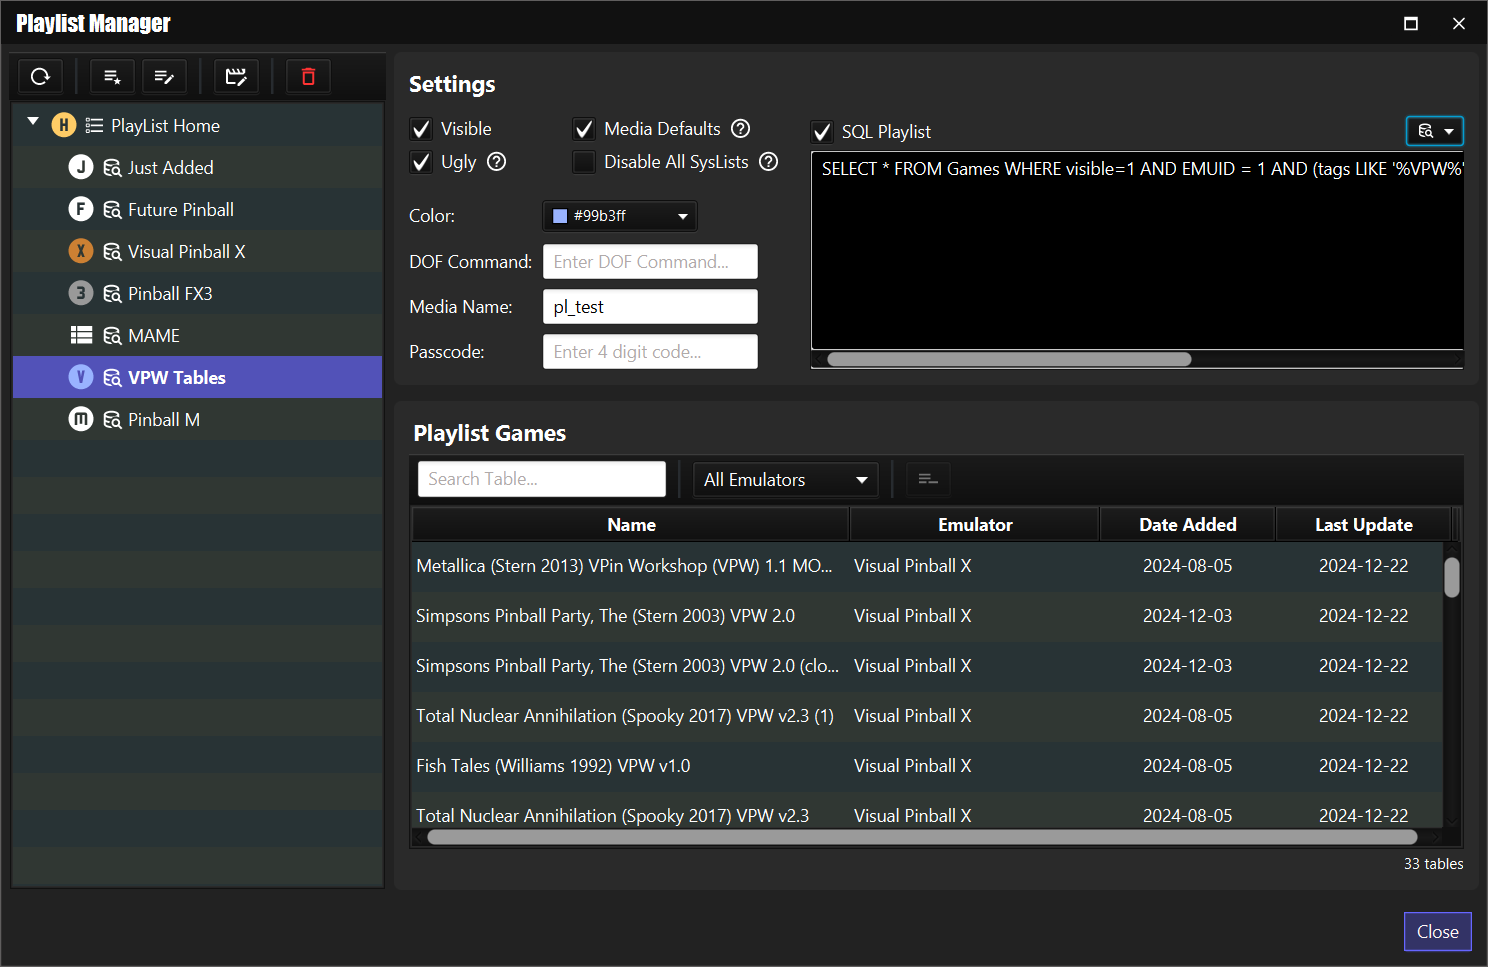 Playlist Manager
H PlayList Home
J Just Added
F Future Pinball
X Visual Pinball X
3 Pinball FX3
MAME
V VPW Tables
M Pinball M
Settings
Visible
Media Defaults ?
Ugly ?
Disable All SysLists ?
Color: #99b3ff
DOF Command: Enter DOF Command...
Media Name: pl_test
Passcode: Enter 4 digit code...
SQL Playlist
SELECT * FROM Games WHERE visible=1 AND EMUID = 1 AND (tags LIKE '%VPW%'
Playlist Games
Search Table... All Emulators
Name Emulator Date Added Last Update
Metallica (Stern 2013) VPin Workshop (VPW) 1.1 MO... Visual Pinball X 2024-08-05 2024-12-22
Simpsons Pinball Party, The (Stern 2003) VPW 2.0 Visual Pinball X 2024-12-03 2024-12-22
Simpsons Pinball Party, The (Stern 2003) VPW 2.0 (clo... Visual Pinball X 2024-12-03 2024-12-22
Total Nuclear Annihilation (Spooky 2017) VPW v2.3 (1) Visual Pinball X 2024-08-05 2024-12-22
Fish Tales (Williams 1992) VPW v1.0 Visual Pinball X 2024-08-05 2024-12-22
Total Nuclear Annihilation (Spooky 2017) VPW v2.3 Visual Pinball X 2024-08-05 2024-12-22
33 tables
Close